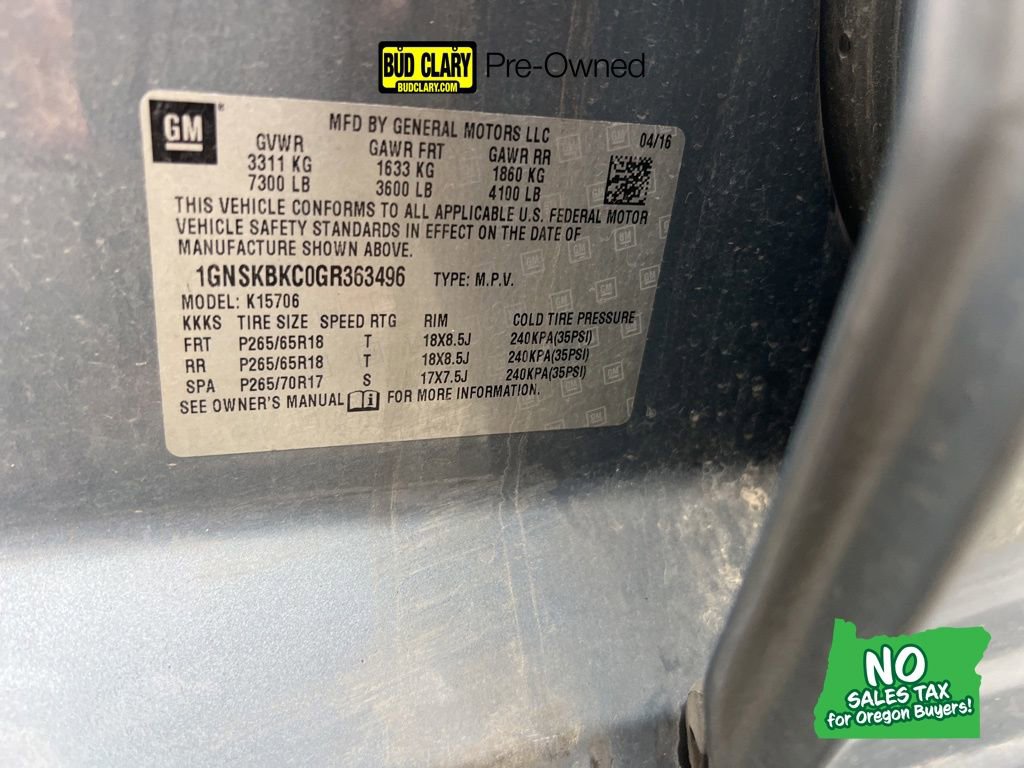 BUD CLARY Pre-Owned
BUDCLARY.COM
GM
MFD BY GENERAL MOTORS LLC 04/16
GVWR GAWR FRT GAWR RR
3311 KG 1633 KG 1860 KG
7300 LB 3600 LB 4100 LB
THIS VEHICLE CONFORMS TO ALL APPLICABLE U.S. FEDERAL MOTOR
VEHICLE SAFETY STANDARDS IN EFFECT ON THE DATE OF
MANUFACTURE SHOWN ABOVE.
1GNSKBKC0GR363496 TYPE: M.P.V.
MODEL: K15706
KKKS TIRE SIZE SPEED RTG RIM COLD TIRE PRESSURE
FRT P265/65R18 T 18X8.5J 240KPA(35PSI)
RR P265/65R18 T 18X8.5J 240KPA(35PSI)
SPA P265/70R17 S 17X7.5J 240KPA(35PSI)
SEE OWNER'S MANUAL FOR MORE INFORMATION.
NO
SALES TAX
for Oregon Buyers!